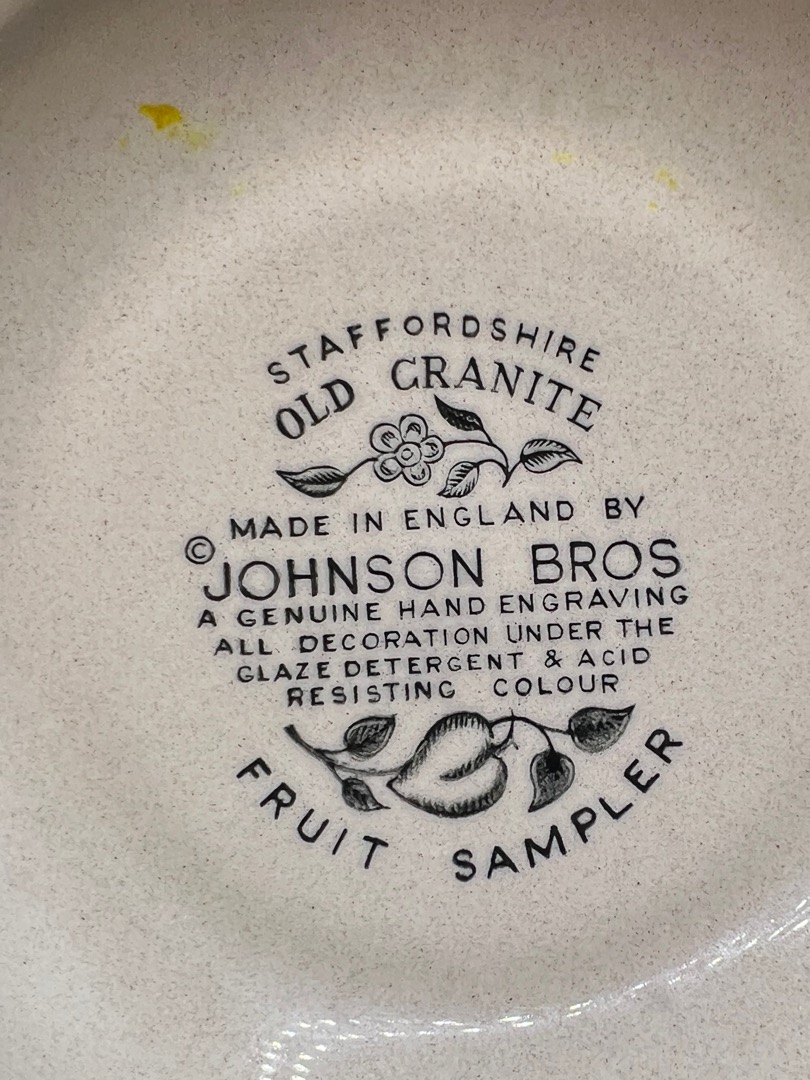 STAFFORDSHIRE
OLD GRANITE
MADE IN ENGLAND BY
©
JOHNSON BROS
A GENUINE HAND ENGRAVING
ALL DECORATION UNDER THE
GLAZE DETERGENT & ACID
RESISTING COLOUR
FRUIT SAMPLER